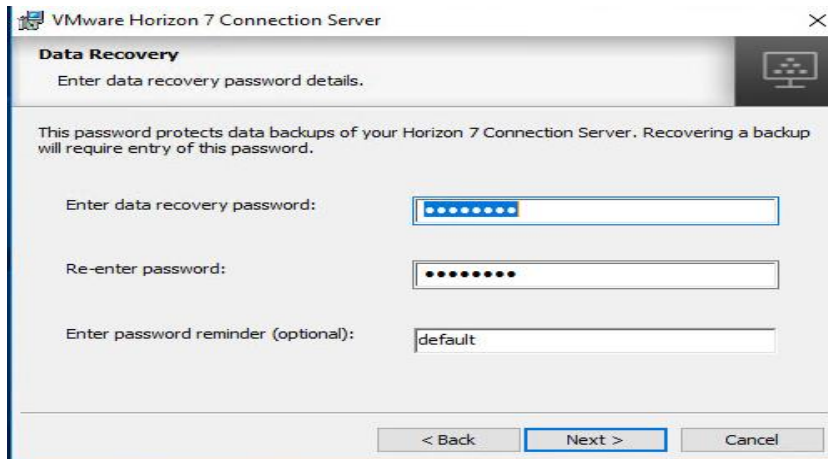 VMware Horizon 7 Connection Server
Data Recovery
Enter data recovery password details.
This password protects data backups of your Horizon 7 Connection Server. Recovering a backup
will require entry of this password.
Enter data recovery password:
••••••••
Re-enter password:
••••••••
Enter password reminder (optional):
default
< Back
Next >
Cancel